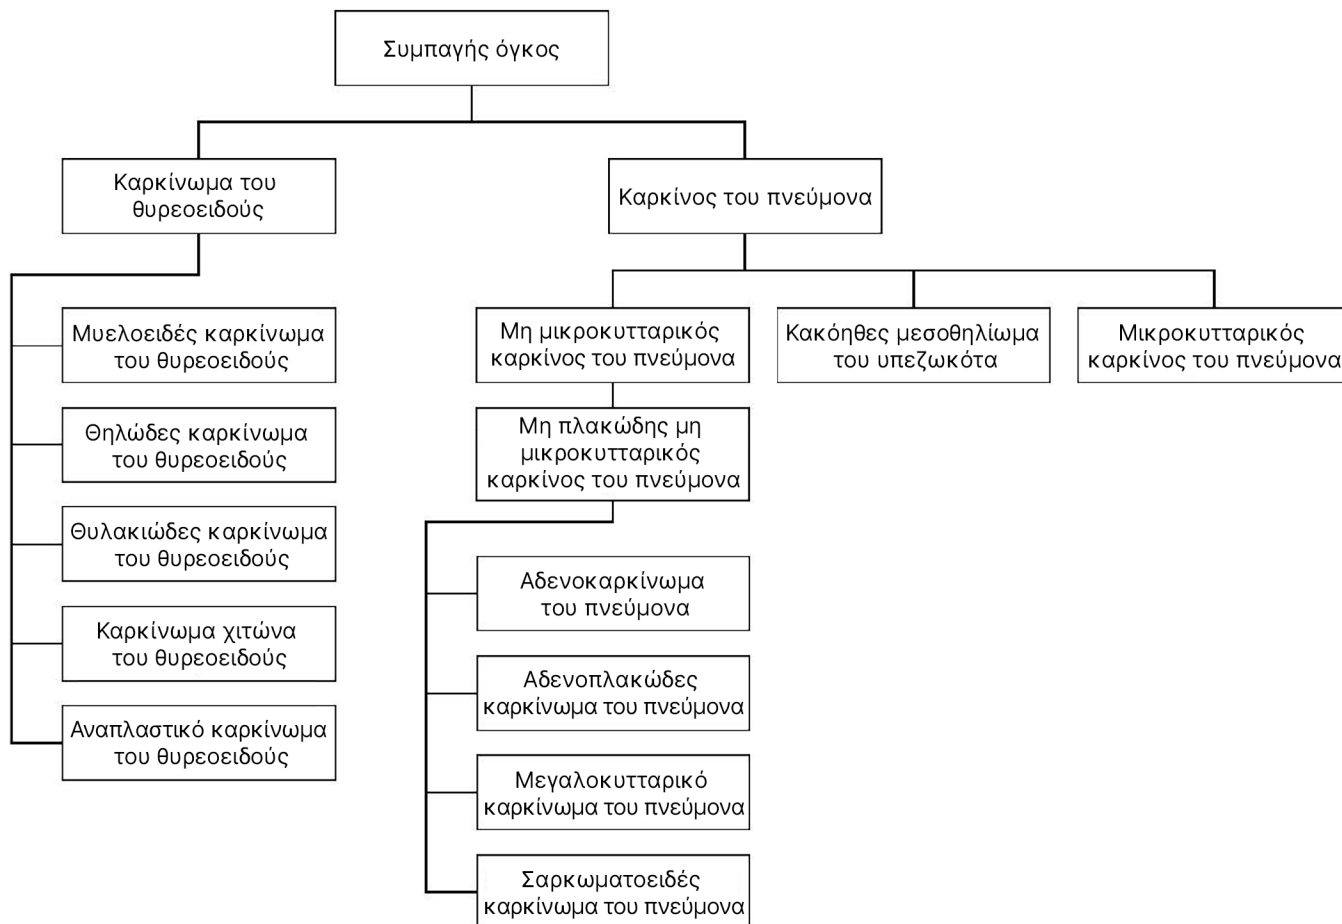 Συμπαγής όγκος
Καρκίνωμα του
θυρεοειδούς
Καρκίνος του πνεύμονα
Μυελοειδές καρκίνωμα
του θυρεοειδούς
Μη μικροκυτταρικός
καρκίνος του πνεύμονα
Κακόηθες μεσοθηλίωμα
του υπεζωκότα
Μικροκυτταρικός
καρκίνος του πνεύμονα
Θηλώδες καρκίνωμα
του θυρεοειδούς
Μη πλακώδης μη
μικροκυτταρικός
καρκίνος του πνεύμονα
Θυλακιώδες καρκίνωμα
του θυρεοειδούς
Αδενοκαρκίνωμα
του πνεύμονα
Καρκίνωμα χιτώνα
του θυρεοειδούς
Αδενοπλακώδες
καρκίνωμα του πνεύμονα
Αναπλαστικό καρκίνωμα
του θυρεοειδούς
Μεγαλοκυτταρικό
καρκίνωμα του πνεύμονα
Σαρκωματοειδές
καρκίνωμα του πνεύμονα